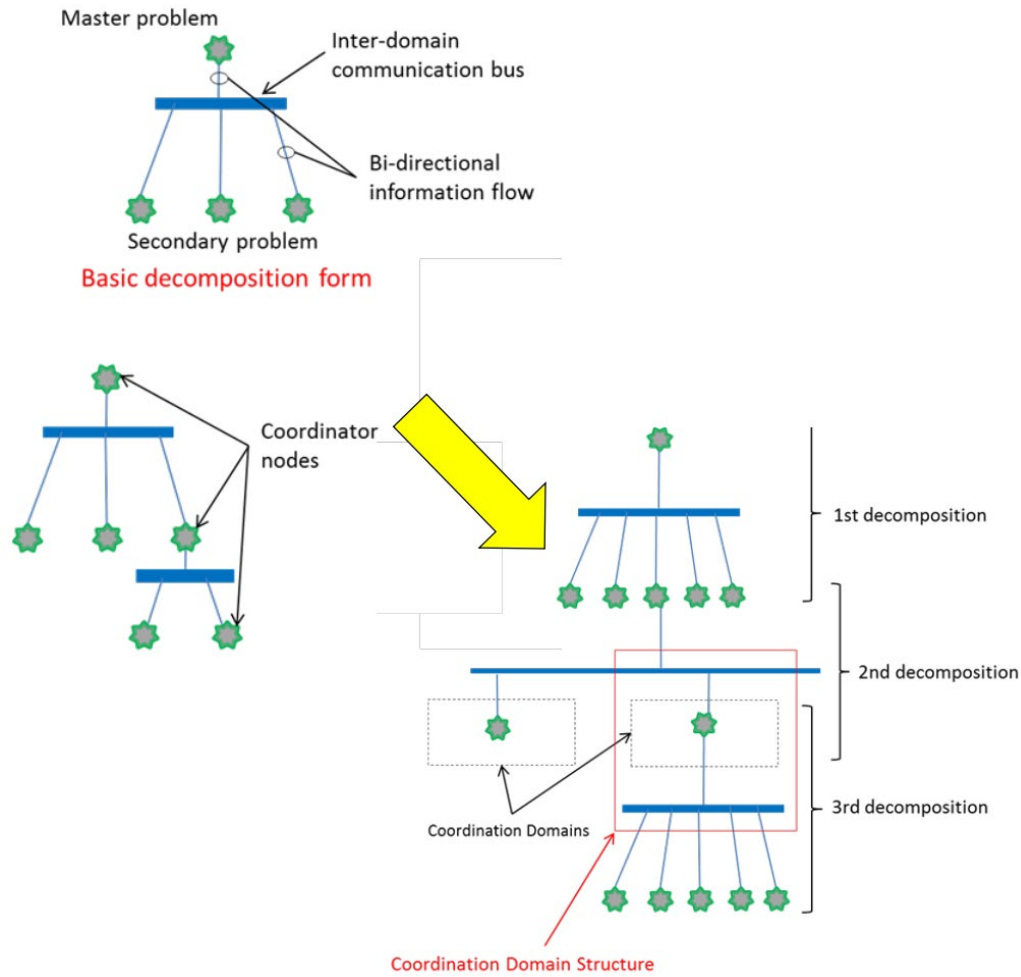 Master problem
Inter-domain
communication bus
Bi-directional
information flow
Secondary problem
Basic decomposition form
Coordinator
nodes
1st decomposition
2nd decomposition
3rd decomposition
Coordination Domains
Coordination Domain Structure